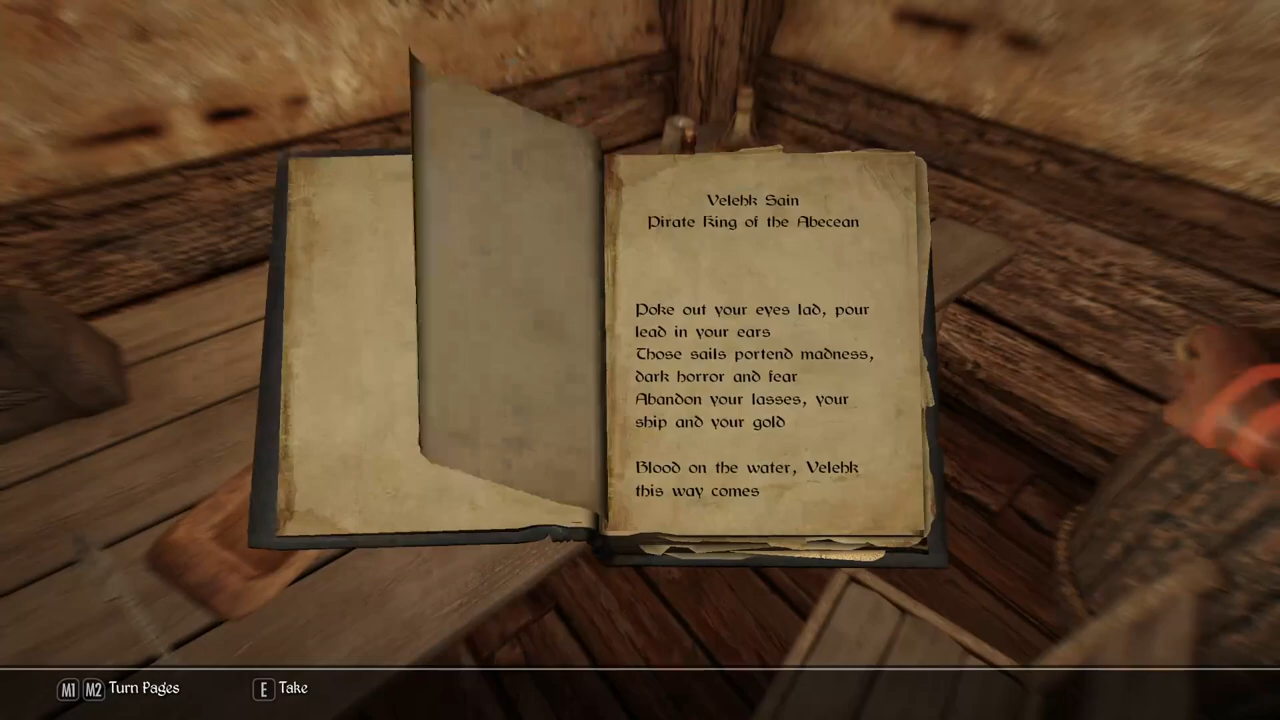 Velehk Sain
Pirate King of the Abecean
Poke out your eyes lad, pour
lead in your ears
Those sails portend madness,
dark horror and fear
Abandon your lasses, your
ship and your gold
Blood on the water, Velehk
this way comes
M1 M2 Turn Pages
E Take